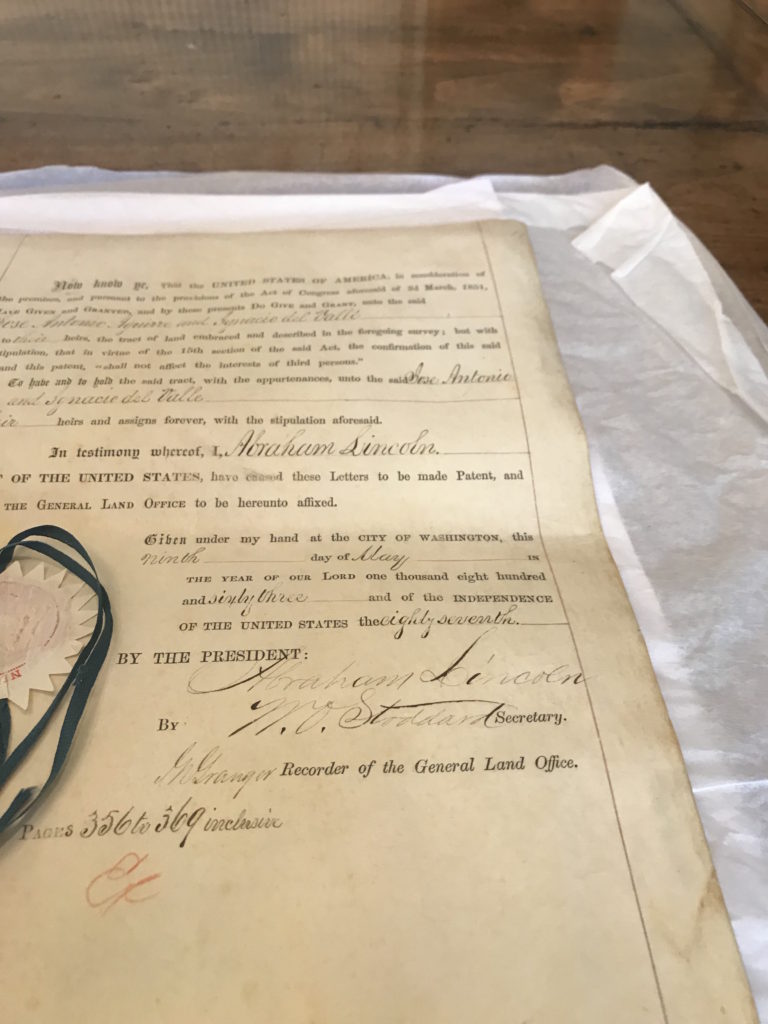 Now know ye, That the UNITED STATES OF AMERICA, in consideration of
the premises, and pursuant to the provisions of the Act of Congress aforesaid of 3d March, 1851,
HAVE GIVEN AND GRANTED, and by these presents DO GIVE AND GRANT, unto the said
Jose Antonio Aguirre and Ignacio del Valle
to their heirs, the tract of land embraced and described in the foregoing survey; but with
stipulation, that in virtue of the 15th section of the said Act, the confirmation of this said
and this patent, "shall not affect the interests of third persons."
To have and to hold the said tract, with the appurtenances, unto the said Jose Antonio
and Ignacio del Valle
eir heirs and assigns forever, with the stipulation aforesaid.
In testimony whereof, I, Abraham Lincoln.
T OF THE UNITED STATES, have caused these Letters to be made Patent, and
THE GENERAL LAND OFFICE to be hereunto affixed.
Given under my hand at the CITY OF WASHINGTON, this
ninth day of May IN
THE YEAR OF OUR LORD one thousand eight hundred
and sixty three and of the INDEPENDENCE
OF THE UNITED STATES the eighty seventh.
BY THE PRESIDENT:
Abraham Lincoln
By W. O. Stoddard Secretary.
Granger Recorder of the General Land Office.
PAGES 356 to 369 inclusive
Ex